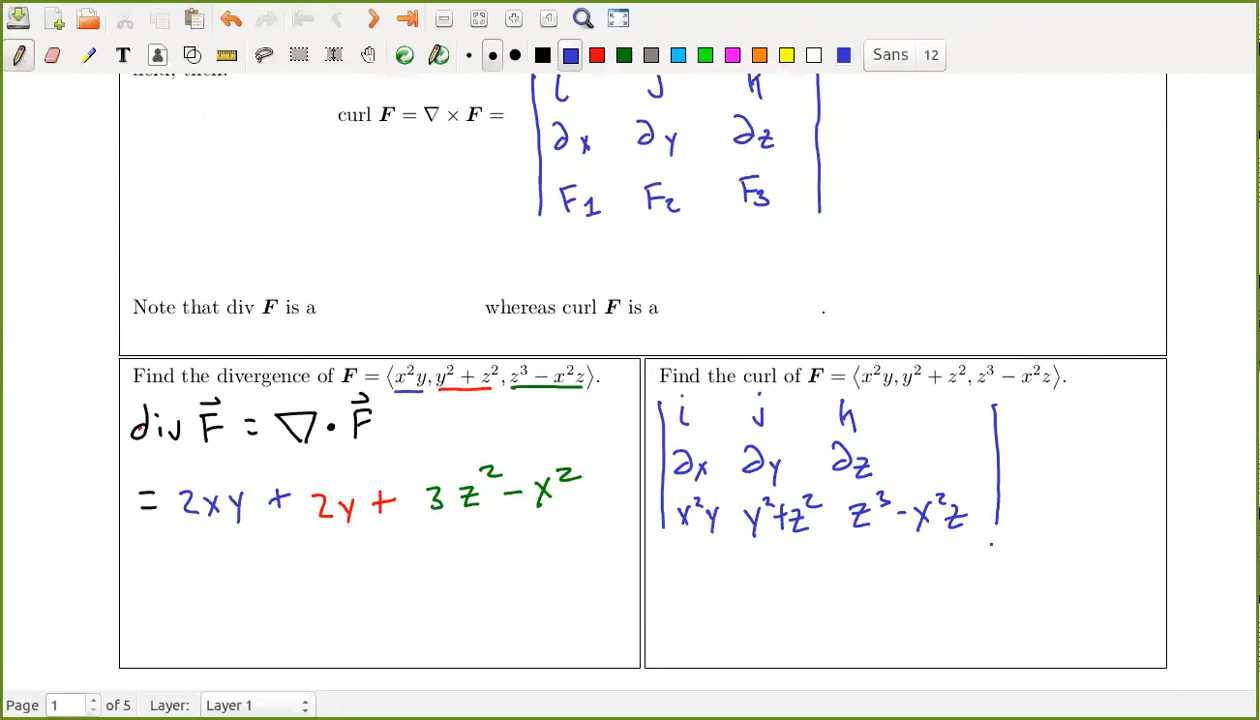 Sans 12
field, then:
i j k
curl F = ∇ × F =
∂x ∂y ∂z
F1 F2 F3
Note that div F is a whereas curl F is a .
Find the divergence of F = ⟨x²y, y² + z², z³ − x²z⟩.
div F⃗ = ∇ · F⃗
= 2xy + 2y + 3z² − x²
Find the curl of F = ⟨x²y, y² + z², z³ − x²z⟩.
i j k
∂x ∂y ∂z
x²y y²+z² z³−x²z
Page 1 of 5 Layer: Layer 1